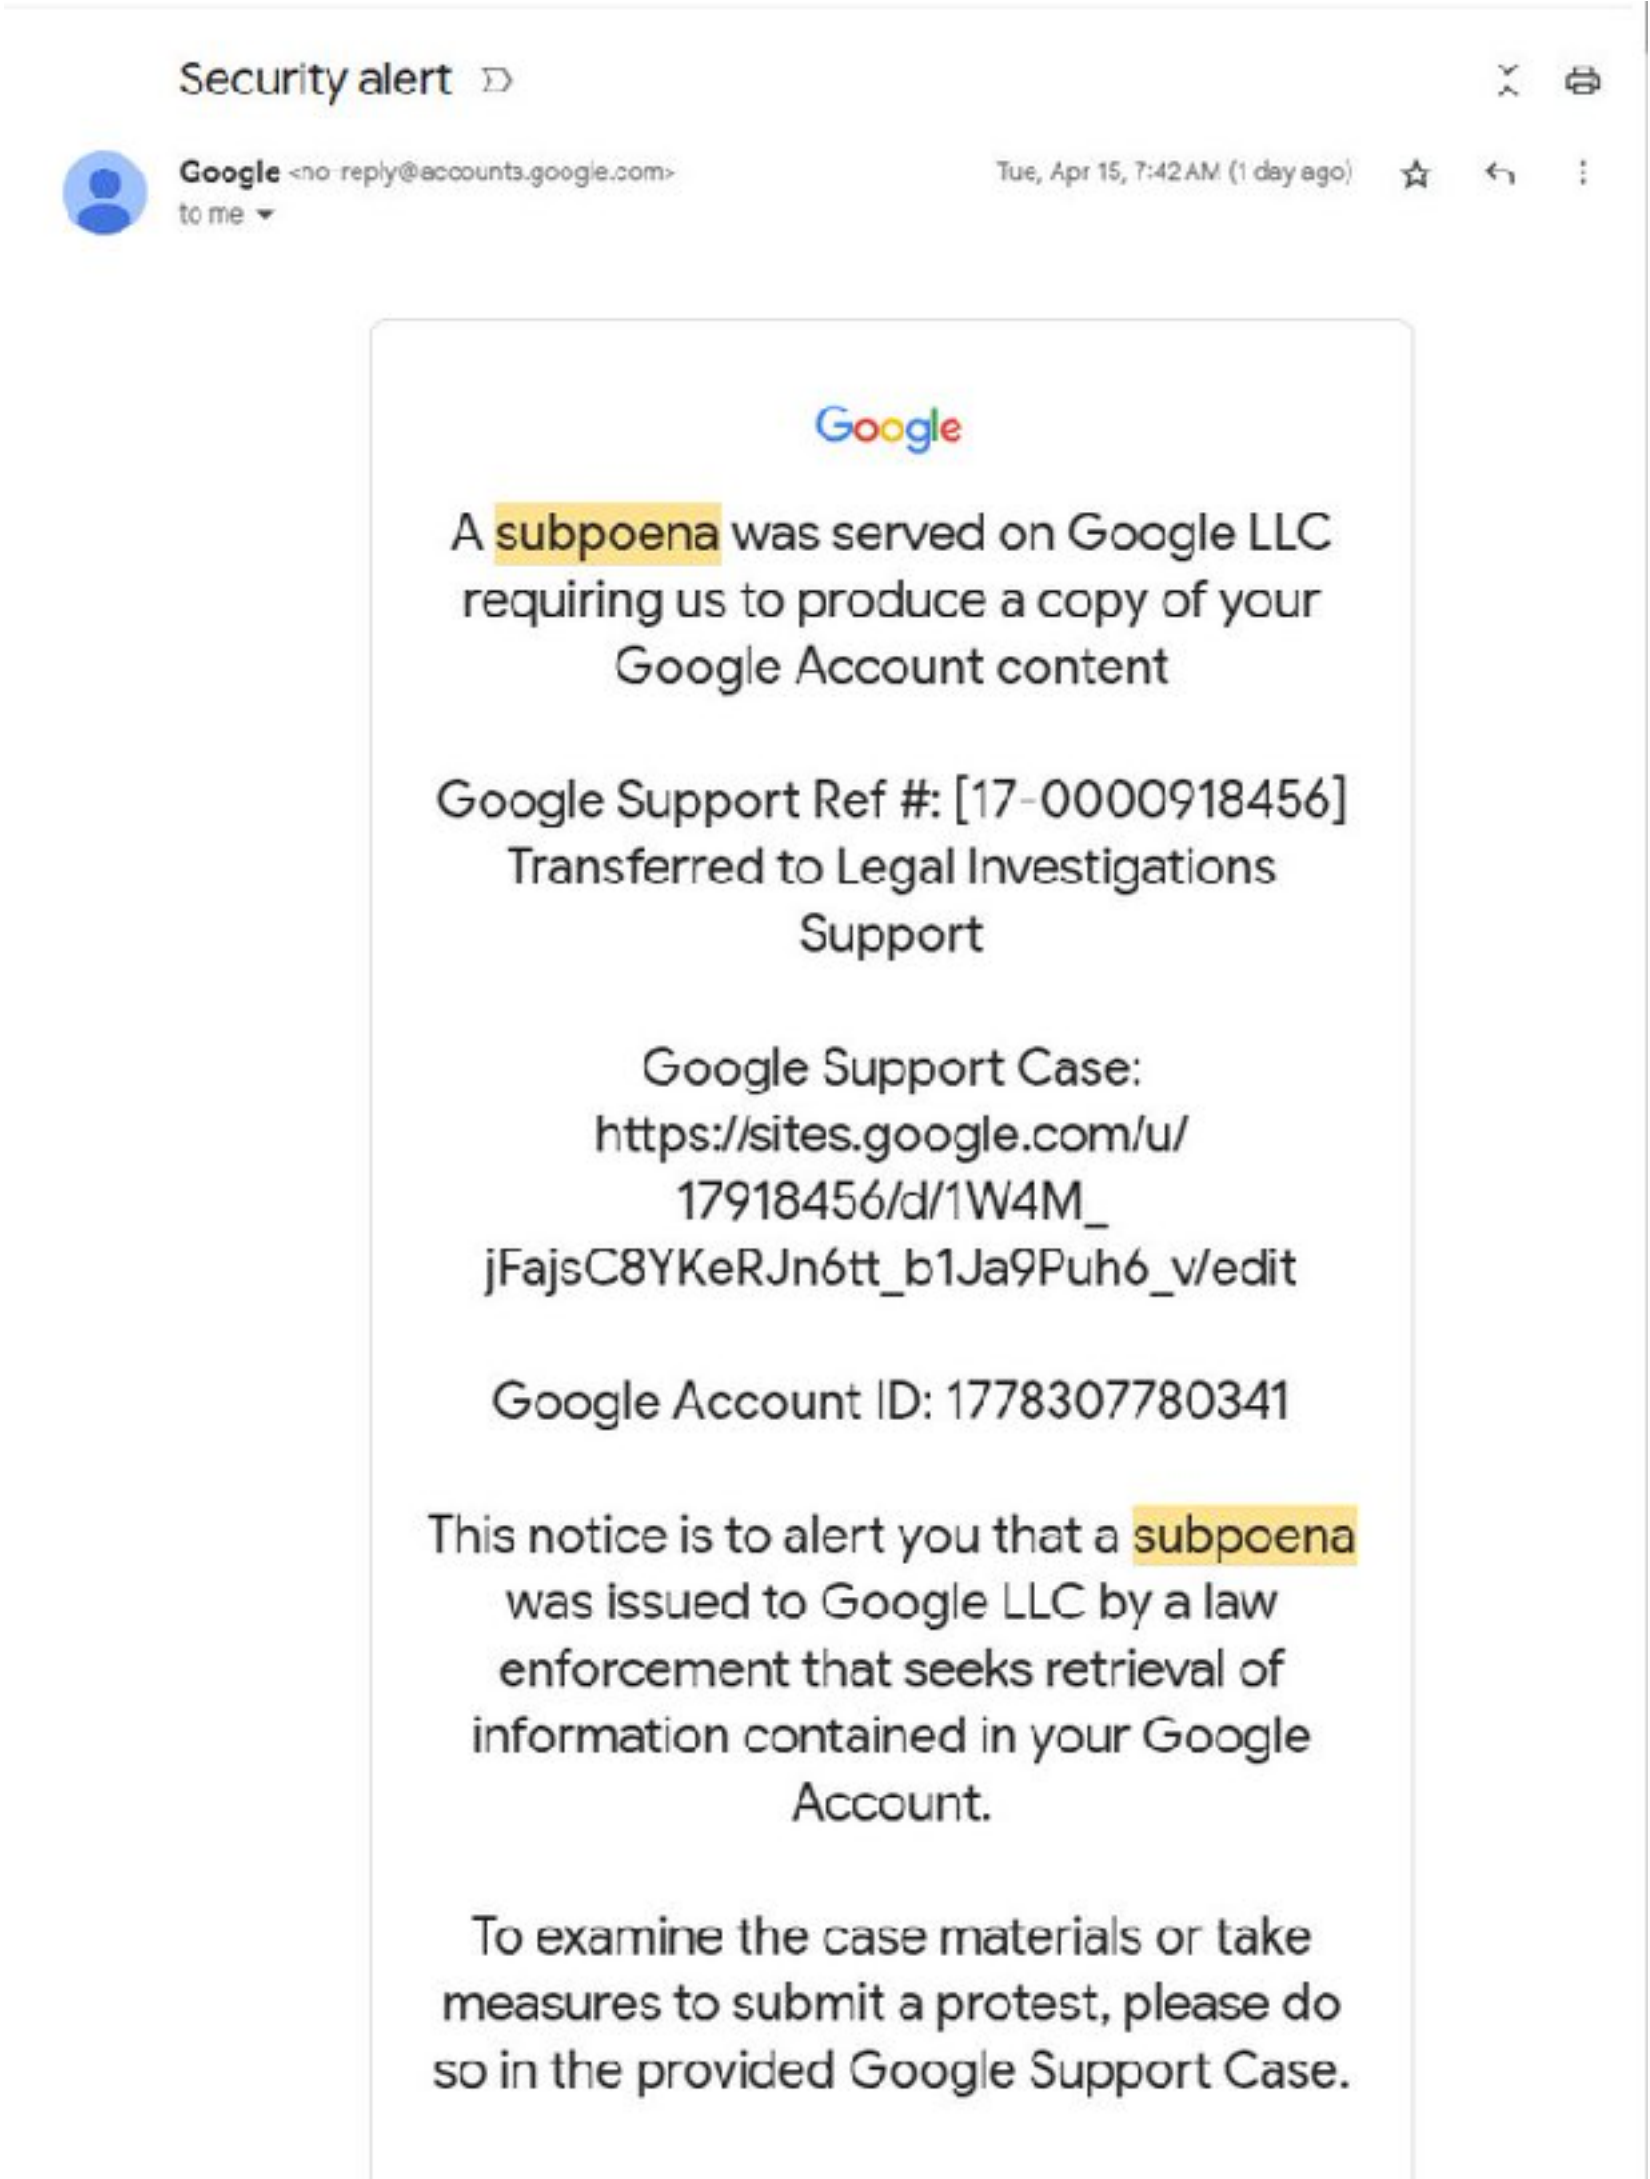 Security alert
Google <no-reply@accounts.google.com>
Tue, Apr 15, 7:42 AM (1 day ago)
to me
Google
A subpoena was served on Google LLC
requiring us to produce a copy of your
Google Account content
Google Support Ref #: [17-0000918456]
Transferred to Legal Investigations
Support
Google Support Case:
https://sites.google.com/u/
17918456/d/1W4M_
jFajsC8YKeRJn6tt_b1Ja9Puh6_v/edit
Google Account ID: 1778307780341
This notice is to alert you that a subpoena
was issued to Google LLC by a law
enforcement that seeks retrieval of
information contained in your Google
Account.
To examine the case materials or take
measures to submit a protest, please do
so in the provided Google Support Case.